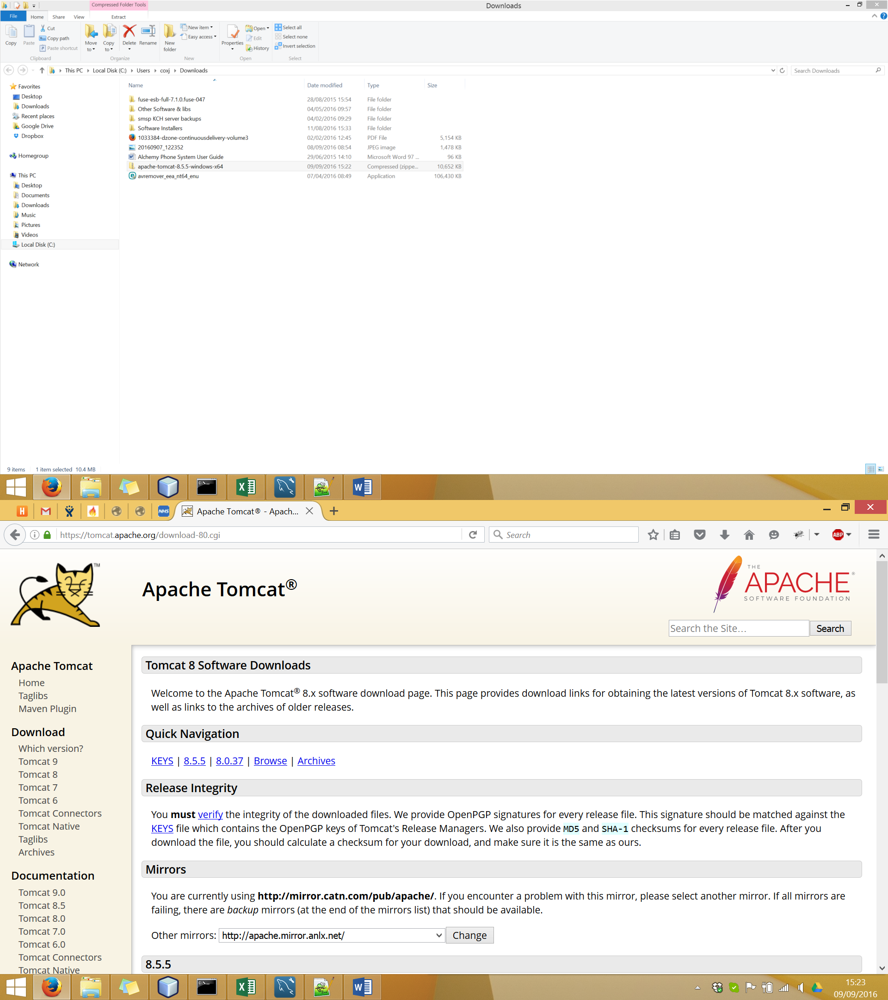 Compressed Folder Tools
Downloads
File Home Share View Extract
Copy
Paste
Cut
Copy path
Paste shortcut
Clipboard
Move to
Copy to
Delete
Rename
Organize
New folder
New item
Easy access
New
Properties
Open
Edit
History
Open
Select all
Select none
Invert selection
Select
This PC Local Disk (C:) Users coxj Downloads
Search Downloads
Favorites
Desktop
Downloads
Recent places
Google Drive
Dropbox
Homegroup
This PC
Desktop
Documents
Downloads
Music
Pictures
Videos
Local Disk (C:)
Network
Name Date modified Type Size
fuse-esb-full-7.1.0.fuse-047 28/08/2015 15:54 File folder
Other Software & libs 04/05/2016 09:57 File folder
smsp KCH server backups 04/02/2016 09:29 File folder
Software Installers 11/08/2016 15:33 File folder
1033384-dzone-continuousdelivery-volume3 02/02/2016 12:45 PDF File 5,154 KB
20160907_122352 08/09/2016 08:54 JPEG image 1,478 KB
Alchemy Phone System User Guide 29/06/2015 14:10 Microsoft Word 97 ... 96 KB
apache-tomcat-8.5.5-windows-x64 09/09/2016 15:22 Compressed (zippe... 10,652 KB
avremover_eea_nt64_enu 07/04/2016 08:49 Application 106,430 KB
9 items 1 item selected 10.4 MB
H
NHS
Apache Tomcat® - Apach...
https://tomcat.apache.org/download-80.cgi
Search
ABP
TM
Apache Tomcat®
THE
APACHE®
SOFTWARE FOUNDATION
Search the Site... Search
Apache Tomcat
Home
Taglibs
Maven Plugin
Download
Which version?
Tomcat 9
Tomcat 8
Tomcat 7
Tomcat 6
Tomcat Connectors
Tomcat Native
Taglibs
Archives
Documentation
Tomcat 9.0
Tomcat 8.5
Tomcat 8.0
Tomcat 7.0
Tomcat 6.0
Tomcat Connectors
Tomcat Native
Tomcat 8 Software Downloads
Welcome to the Apache Tomcat® 8.x software download page. This page provides download links for obtaining the latest versions of Tomcat 8.x software, as
well as links to the archives of older releases.
Quick Navigation
KEYS | 8.5.5 | 8.0.37 | Browse | Archives
Release Integrity
You must verify the integrity of the downloaded files. We provide OpenPGP signatures for every release file. This signature should be matched against the
KEYS file which contains the OpenPGP keys of Tomcat's Release Managers. We also provide MD5 and SHA-1 checksums for every release file. After you
download the file, you should calculate a checksum for your download, and make sure it is the same as ours.
Mirrors
You are currently using http://mirror.catn.com/pub/apache/. If you encounter a problem with this mirror, please select another mirror. If all mirrors are
failing, there are backup mirrors (at the end of the mirrors list) that should be available.
Other mirrors: http://apache.mirror.anlx.net/ Change
8.5.5
15:23
09/09/2016